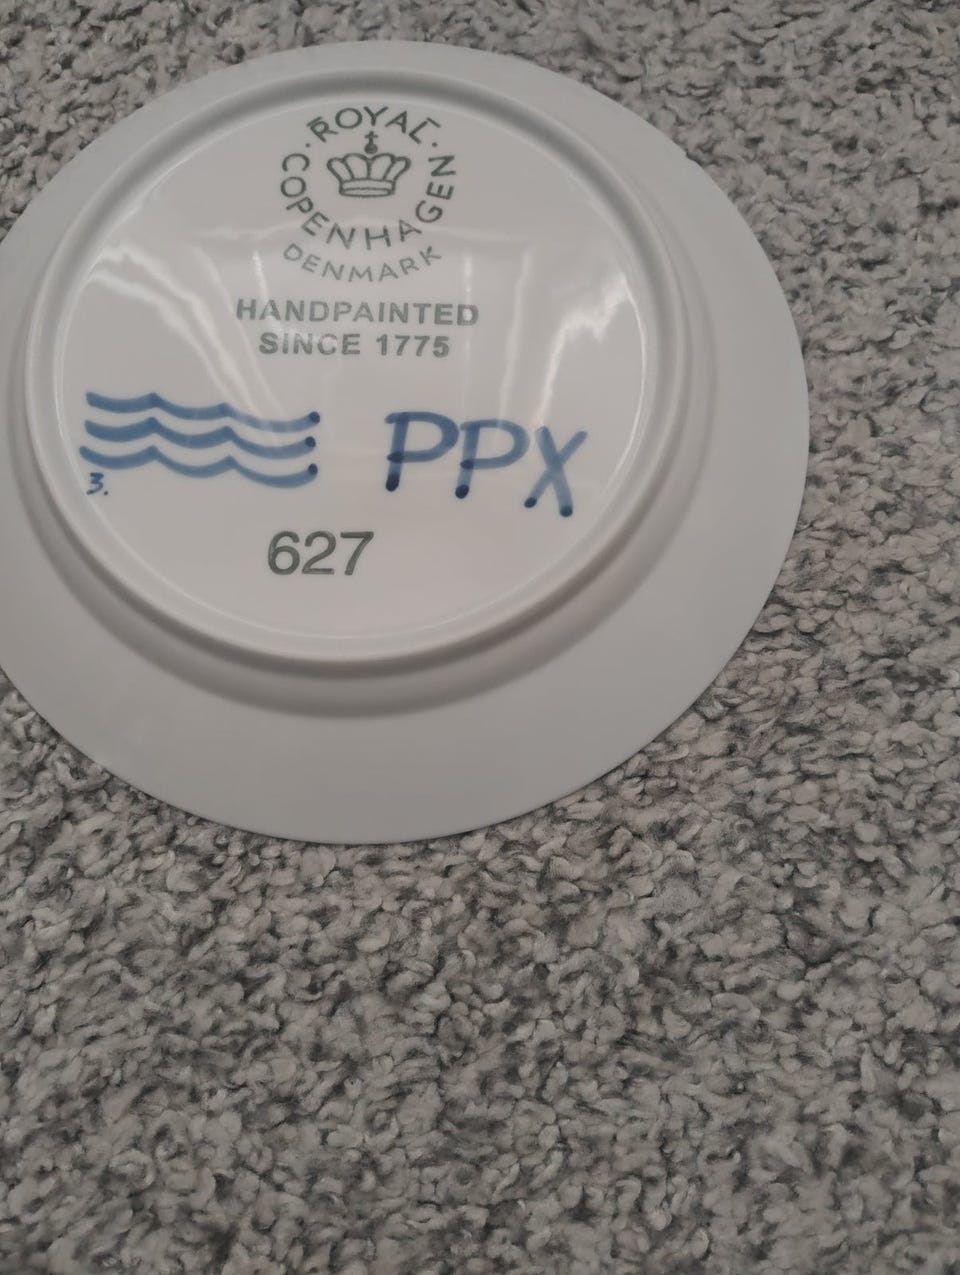 · ROYAL ·
COPENHAGEN
DENMARK
HANDPAINTED
SINCE 1775
PPX
3.
627